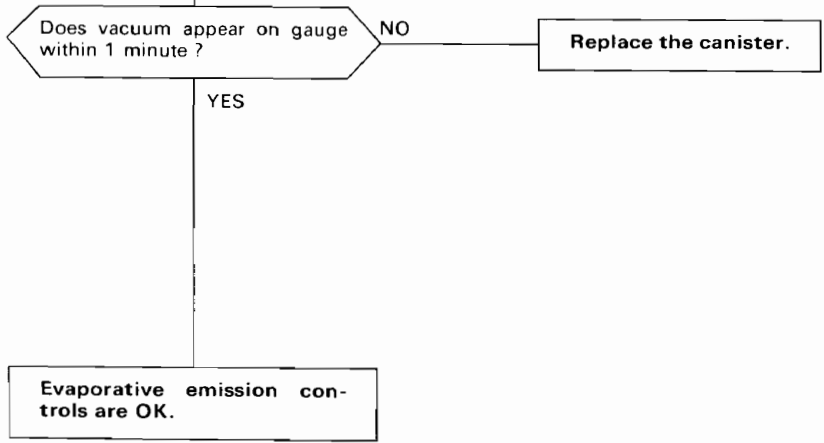 Does vacuum appear on gauge
within 1 minute ?
NO
Replace the canister.
YES
Evaporative emission con-
trols are OK.